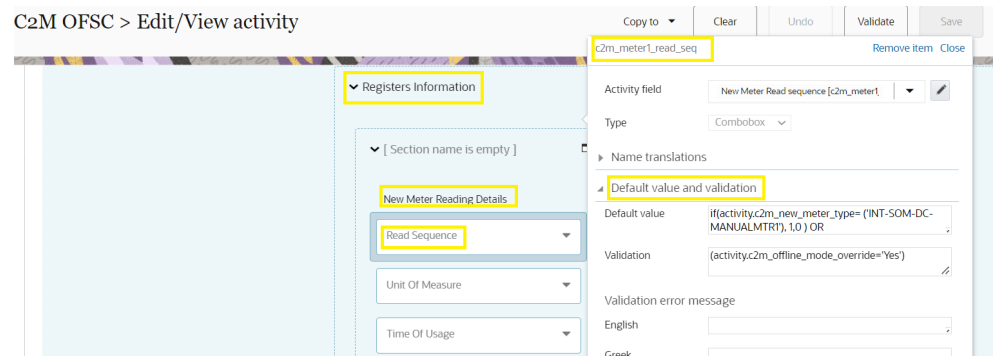 C2M OFSC > Edit/View activity
Copy to
Clear
Undo
Validate
Save
c2m_meter1_read_seq
Remove item
Close
Registers Information
[ Section name is empty ]
New Meter Reading Details
Read Sequence
Unit Of Measure
Time Of Usage
Activity field
New Meter Read sequence [c2m_meter1_
Type
Combobox
Name translations
Default value and validation
Default value
if(activity.c2m_new_meter_type= ('INT-SOM-DC-
MANUALMTR1'), 1,0 ) OR
Validation
(activity.c2m_offline_mode_override='Yes')
Validation error message
English
Greek